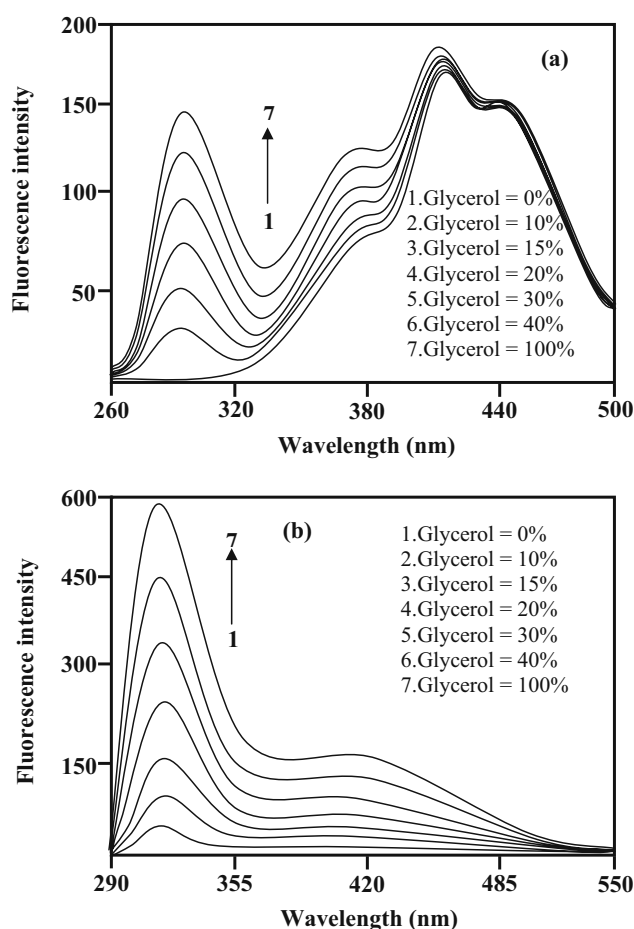 200
150
100
50
Fluorescence intensity
(a)
7
1
1.Glycerol = 0%
2.Glycerol = 10%
3.Glycerol = 15%
4.Glycerol = 20%
5.Glycerol = 30%
6.Glycerol = 40%
7.Glycerol = 100%
260 320 380 440 500
Wavelength (nm)
600
450
300
150
Fluorescence intensity
(b)
7
1
1.Glycerol = 0%
2.Glycerol = 10%
3.Glycerol = 15%
4.Glycerol = 20%
5.Glycerol = 30%
6.Glycerol = 40%
7.Glycerol = 100%
290 355 420 485 550
Wavelength (nm)